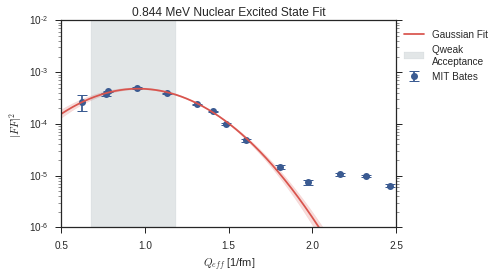 0.844 MeV Nuclear Excited State Fit
10^-2
10^-3
10^-4
10^-5
10^-6
|FF|^2
0.5
1.0
1.5
2.0
2.5
Q_eff [1/fm]
Gaussian Fit
Qweak
Acceptance
MIT Bates